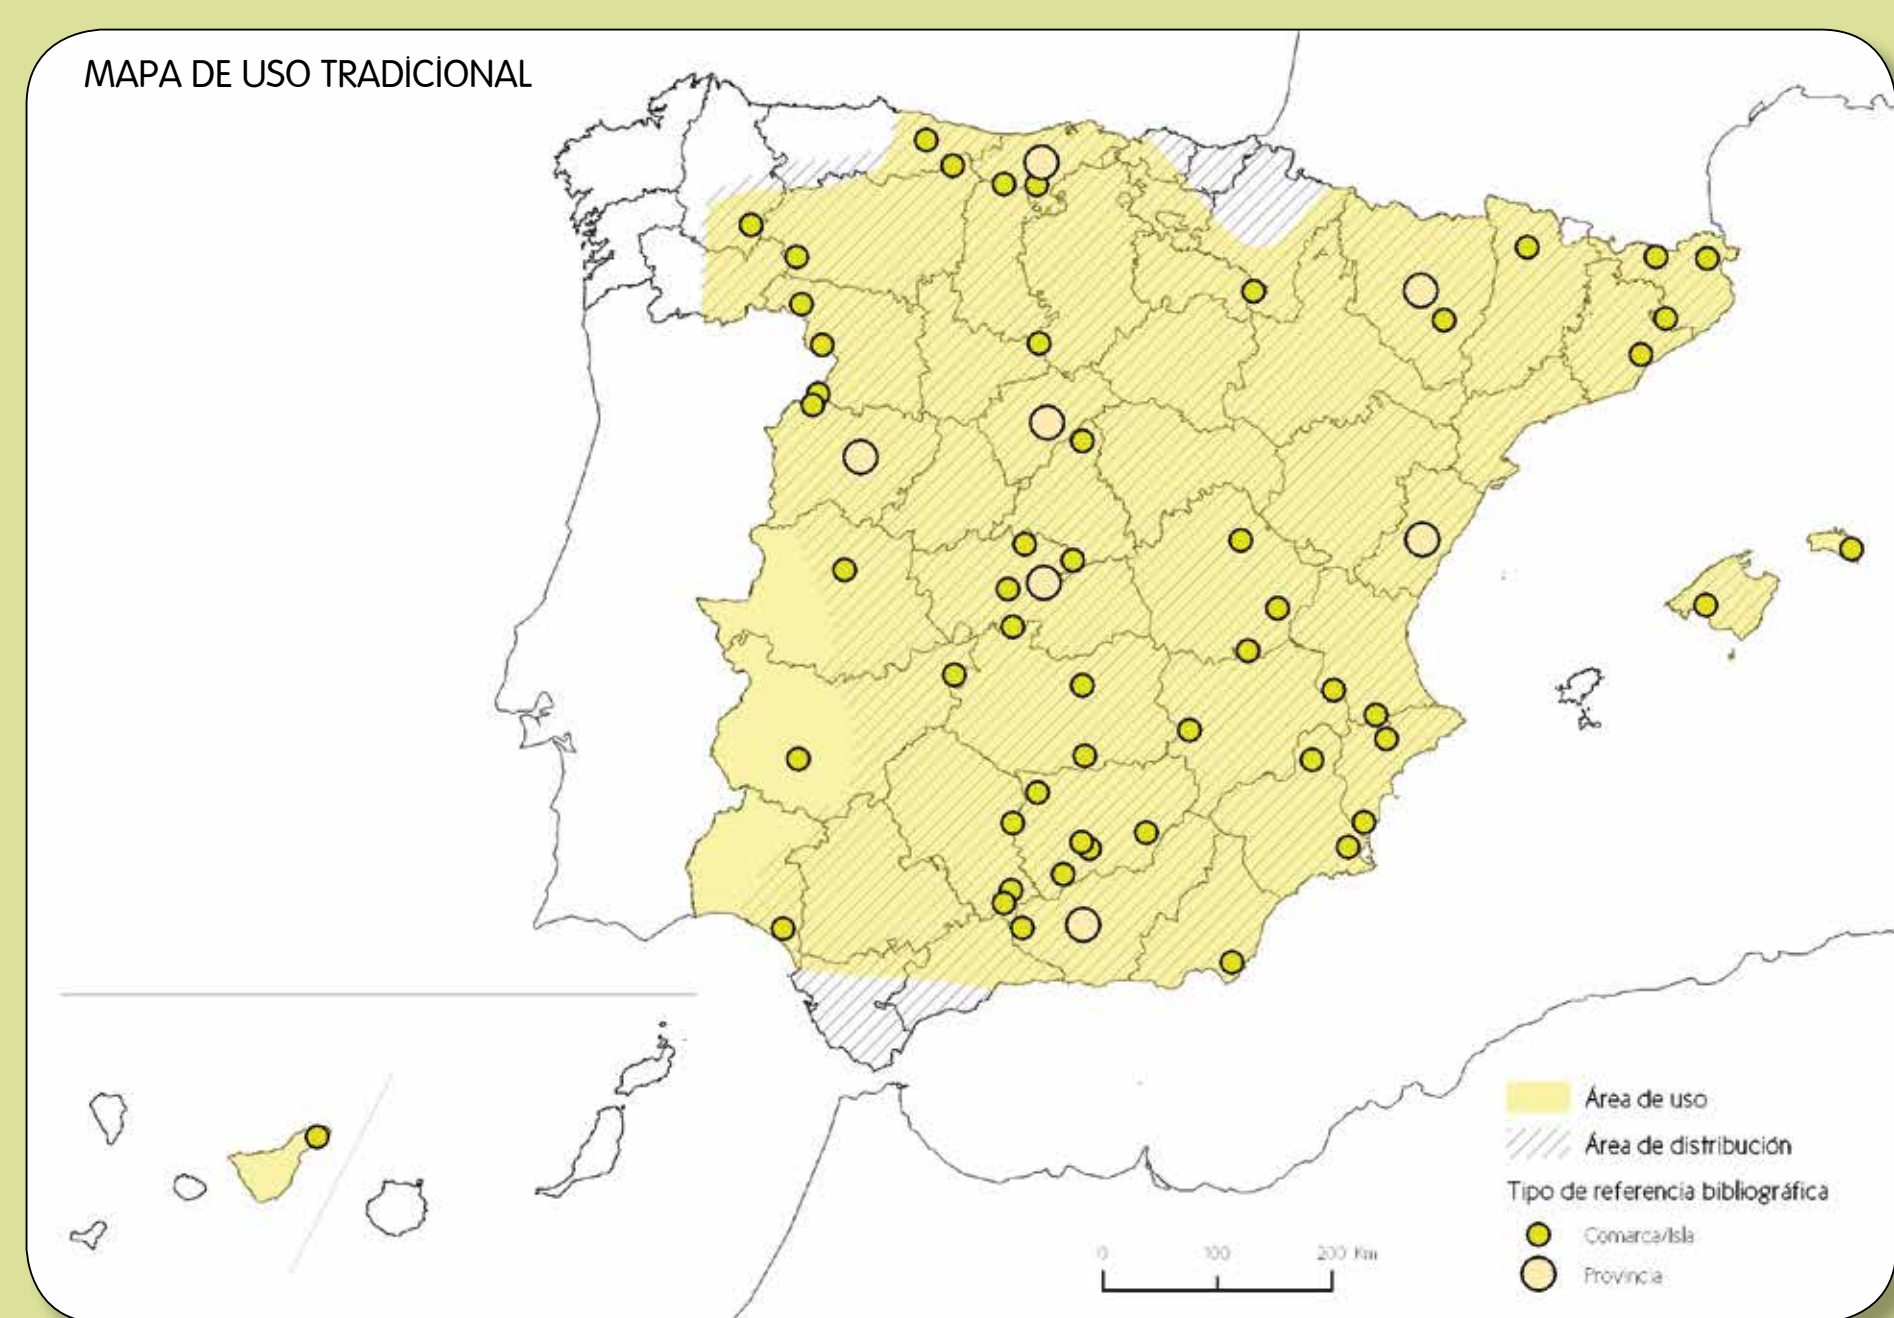 MAPA DE USO TRADICIONAL
Área de uso
Área de distribución
Tipo de referencia bibliográfica
Comarca/Isla
Provincia
0 100 200 Km